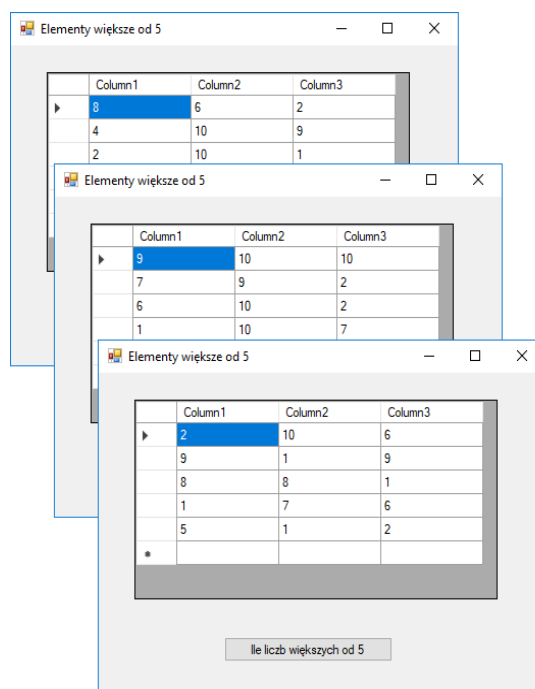 Elementy większe od 5
Column1 Column2 Column3
8 6 2
4 10 9
2 10 1
Elementy większe od 5
Column1 Column2 Column3
9 10 10
7 9 2
6 10 2
1 10 7
Elementy większe od 5
Column1 Column2 Column3
2 10 6
9 1 9
8 8 1
1 7 6
5 1 2
Ile liczb większych od 5